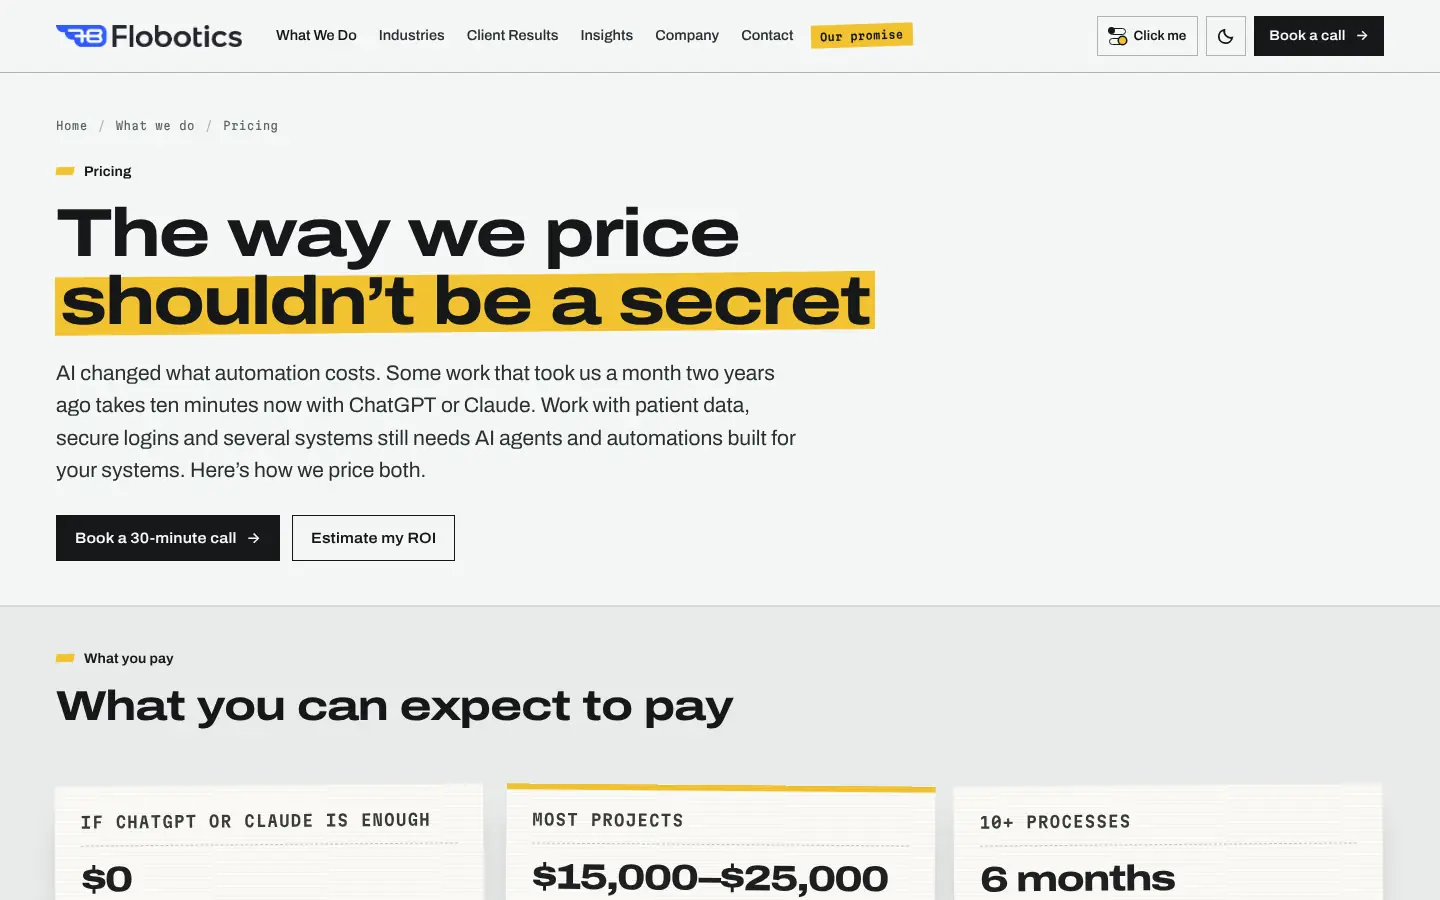 Flobotics
What We Do
Industries
Client Results
Insights
Company
Contact
Our promise
Click me
Book a call →
Home / What we do / Pricing
Pricing
The way we price
shouldn’t be a secret
AI changed what automation costs. Some work that took us a month two years
ago takes ten minutes now with ChatGPT or Claude. Work with patient data,
secure logins and several systems still needs AI agents and automations built for
your systems. Here’s how we price both.
Book a 30-minute call →
Estimate my ROI
What you pay
What you can expect to pay
IF CHATGPT OR CLAUDE IS ENOUGH
$0
MOST PROJECTS
$15,000–$25,000
10+ PROCESSES
6 months